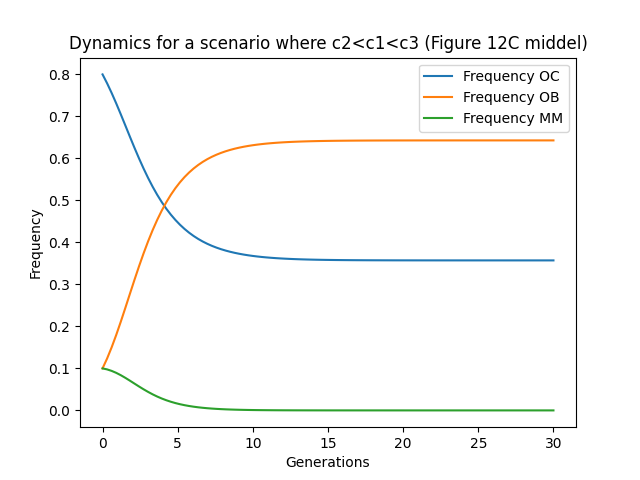 Dynamics for a scenario where c2<c1<c3 (Figure 12C middel)
Frequency OC
Frequency OB
Frequency MM
0.8
0.7
0.6
0.5
0.4
0.3
0.2
0.1
0.0
Frequency
0
5
10
15
20
25
30
Generations